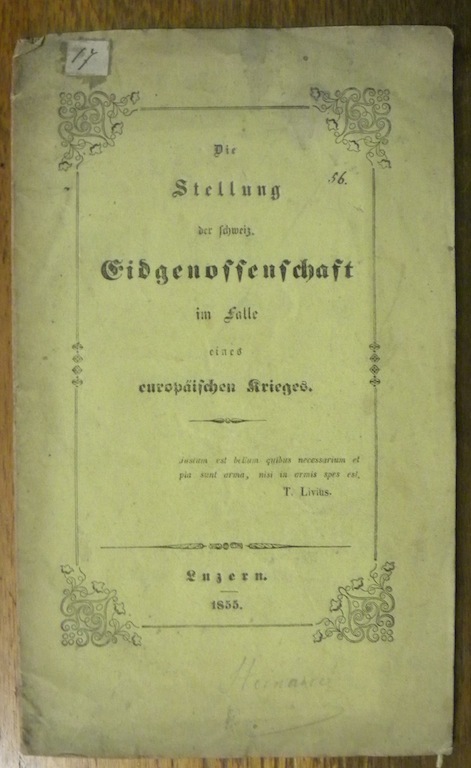 17
56.
Die
Stellung
der schweiz.
Eidgenossenschaft
im Falle
eines
europäischen Krieges.
Justum est bellum quibus necessarium et
pia sunt arma, nisi in armis spes est.
T. Livius.
Luzern.
1855.